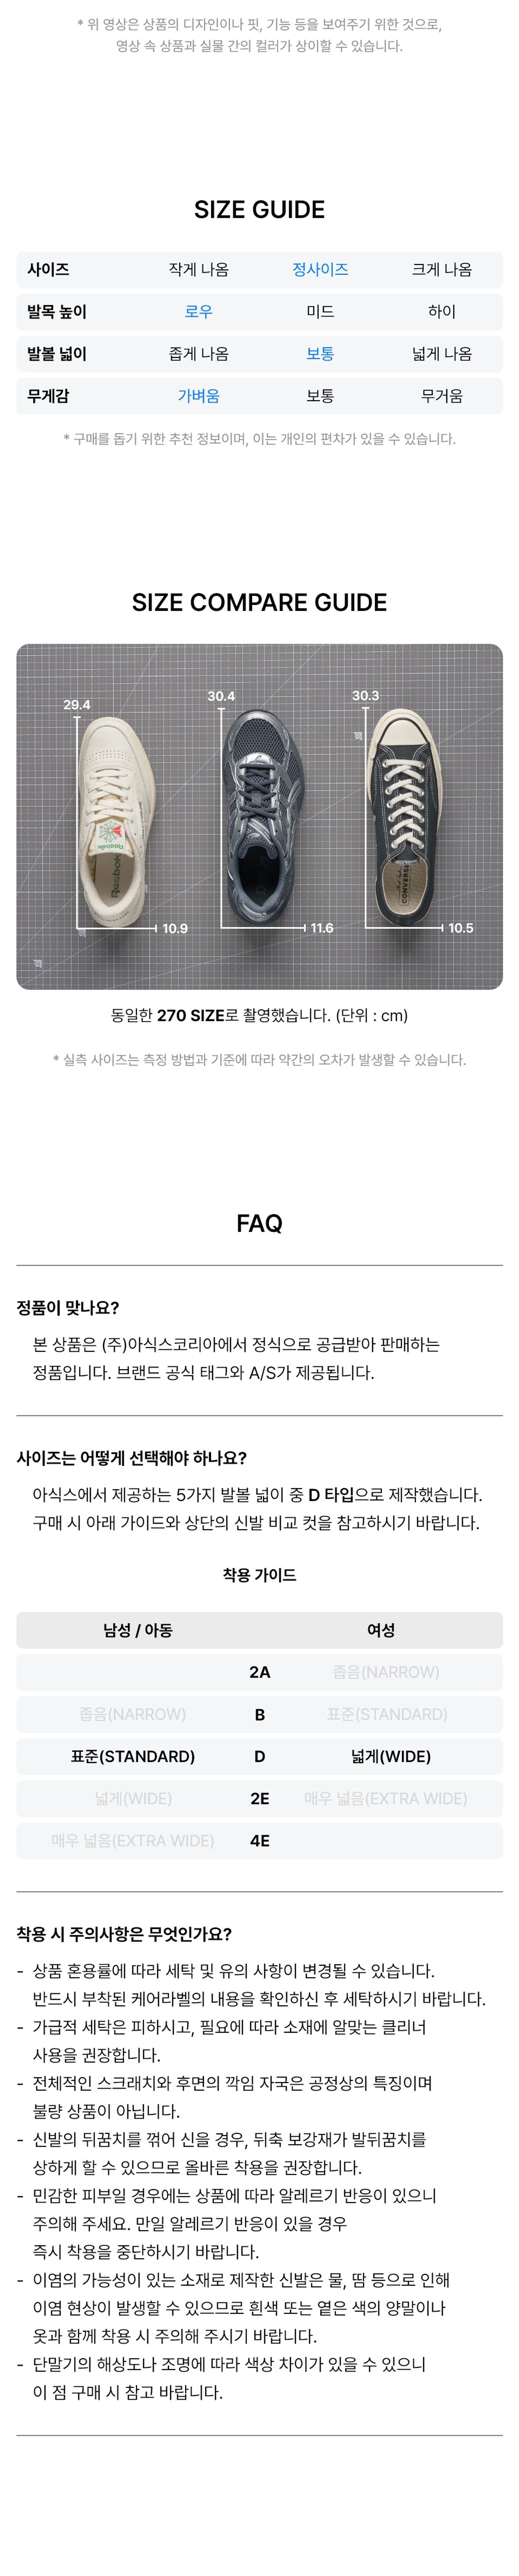 * 위 영상은 상품의 디자인이나 핏, 기능 등을 보여주기 위한 것으로,
영상 속 상품과 실물 간의 컬러가 상이할 수 있습니다.
SIZE GUIDE
사이즈 작게 나옴 정사이즈 크게 나옴
발목 높이 로우 미드 하이
발볼 넓이 좁게 나옴 보통 넓게 나옴
무게감 가벼움 보통 무거움
* 구매를 돕기 위한 추천 정보이며, 이는 개인의 편차가 있을 수 있습니다.
SIZE COMPARE GUIDE
29.4 30.4 30.3
Reebok
Reebok
CONVERSE
10.9 11.6 10.5
동일한 270 SIZE로 촬영했습니다. (단위 : cm)
* 실측 사이즈는 측정 방법과 기준에 따라 약간의 오차가 발생할 수 있습니다.
FAQ
정품이 맞나요?
본 상품은 (주)아식스코리아에서 정식으로 공급받아 판매하는
정품입니다. 브랜드 공식 태그와 A/S가 제공됩니다.
사이즈는 어떻게 선택해야 하나요?
아식스에서 제공하는 5가지 발볼 넓이 중 D 타입으로 제작했습니다.
구매 시 아래 가이드와 상단의 신발 비교 컷을 참고하시기 바랍니다.
착용 가이드
남성 / 아동 여성
2A 좁음(NARROW)
좁음(NARROW) B 표준(STANDARD)
표준(STANDARD) D 넓게(WIDE)
넓게(WIDE) 2E 매우 넓음(EXTRA WIDE)
매우 넓음(EXTRA WIDE) 4E
착용 시 주의사항은 무엇인가요?
- 상품 혼용률에 따라 세탁 및 유의 사항이 변경될 수 있습니다.
반드시 부착된 케어라벨의 내용을 확인하신 후 세탁하시기 바랍니다.
- 가급적 세탁은 피하시고, 필요에 따라 소재에 알맞는 클리너
사용을 권장합니다.
- 전체적인 스크래치와 후면의 깍임 자국은 공정상의 특징이며
불량 상품이 아닙니다.
- 신발의 뒤꿈치를 꺾어 신을 경우, 뒤축 보강재가 발뒤꿈치를
상하게 할 수 있으므로 올바른 착용을 권장합니다.
- 민감한 피부일 경우에는 상품에 따라 알레르기 반응이 있으니
주의해 주세요. 만일 알레르기 반응이 있을 경우
즉시 착용을 중단하시기 바랍니다.
- 이염의 가능성이 있는 소재로 제작한 신발은 물, 땀 등으로 인해
이염 현상이 발생할 수 있으므로 흰색 또는 옅은 색의 양말이나
옷과 함께 착용 시 주의해 주시기 바랍니다.
- 단말기의 해상도나 조명에 따라 색상 차이가 있을 수 있으니
이 점 구매 시 참고 바랍니다.